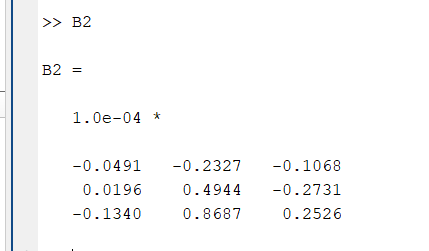 >> B2
B2 =
1.0e-04 *
-0.0491 -0.2327 -0.1068
0.0196 0.4944 -0.2731
-0.1340 0.8687 0.2526